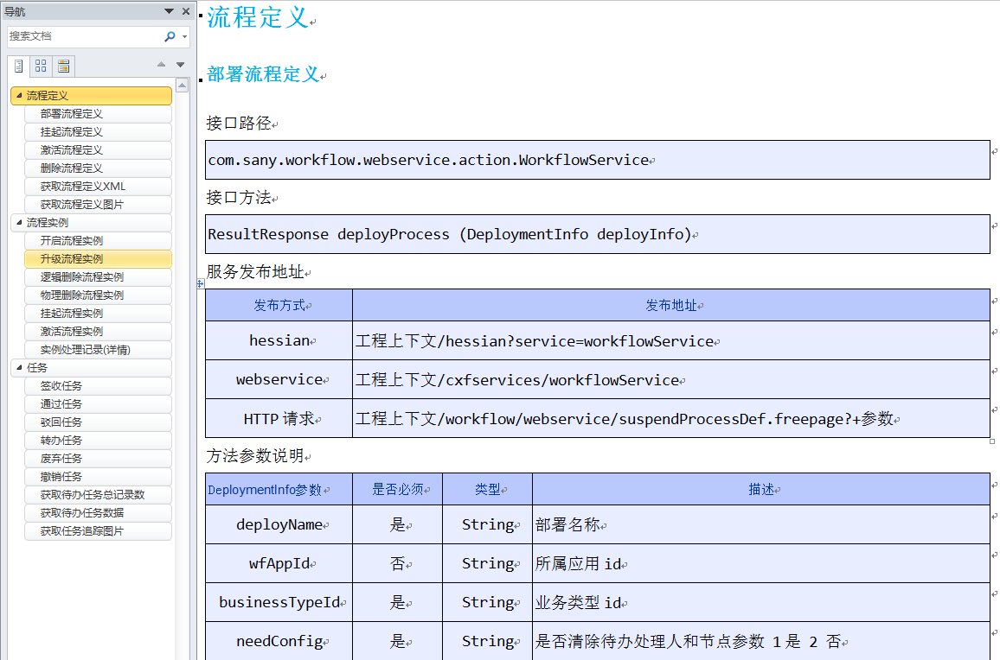 导航
搜索文档
流程定义
部署流程定义
挂起流程定义
激活流程定义
删除流程定义
获取流程定义XML
获取流程定义图片
流程实例
开启流程实例
升级流程实例
逻辑删除流程实例
物理删除流程实例
挂起流程实例
激活流程实例
实例处理记录(详情)
任务
签收任务
通过任务
驳回任务
转办任务
废弃任务
撤销任务
获取待办任务总记录数
获取待办任务数据
获取任务追踪图片
流程定义
部署流程定义
接口路径
com.sany.workflow.webservice.action.WorkflowService
接口方法
ResultResponse deployProcess (DeploymentInfo deployInfo)
服务发布地址
发布方式 发布地址
hessian 工程上下文/hessian?service=workflowService
webservice 工程上下文/cxfservices/workflowService
HTTP 请求 工程上下文/workflow/webservice/suspendProcessDef.freepage?+参数
方法参数说明
DeploymentInfo参数 是否必须 类型 描述
deployName 是 String 部署名称
wfAppId 否 String 所属应用 id
businessTypeId 是 String 业务类型 id
needConfig 是 String 是否清除待办处理人和节点参数 1 是 2 否